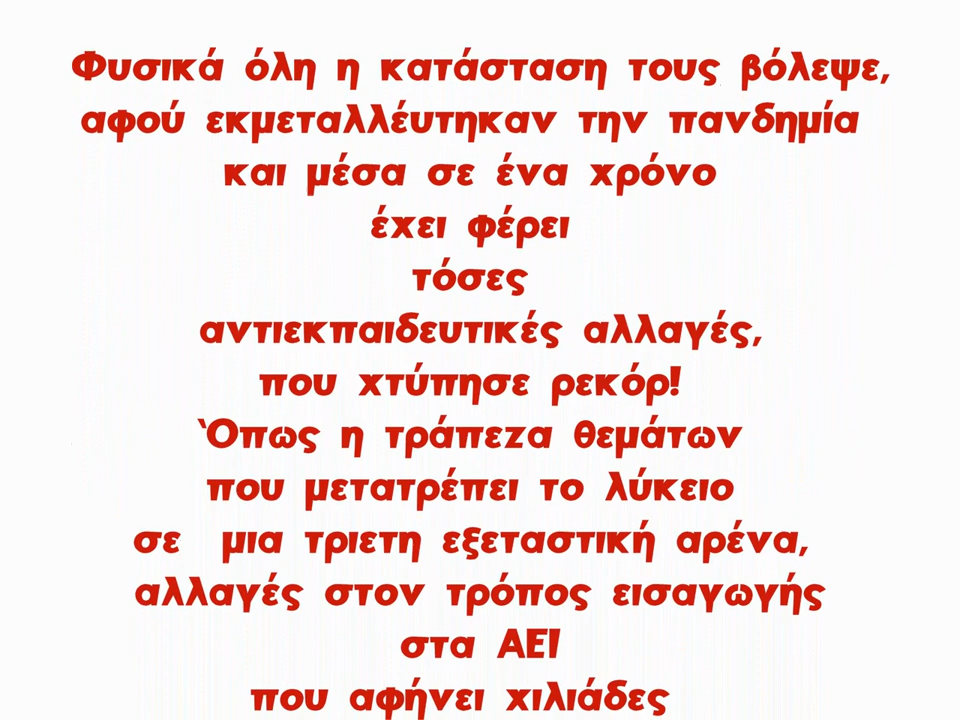 Φυσικά όλη η κατάσταση τους βόλεψε,
αφού εκμεταλλέυτηκαν την πανδημία
και μέσα σε ένα χρόνο
έχει φέρει
τόσες
αντιεκπαιδευτικές αλλαγές,
που χτύπησε ρεκόρ!
Όπως η τράπεζα θεμάτων
που μετατρέπει το λύκειο
σε μια τριετη εξεταστική αρένα,
αλλαγές στον τρόπος εισαγωγής
στα ΑΕΙ
που αφήνει χιλιάδες